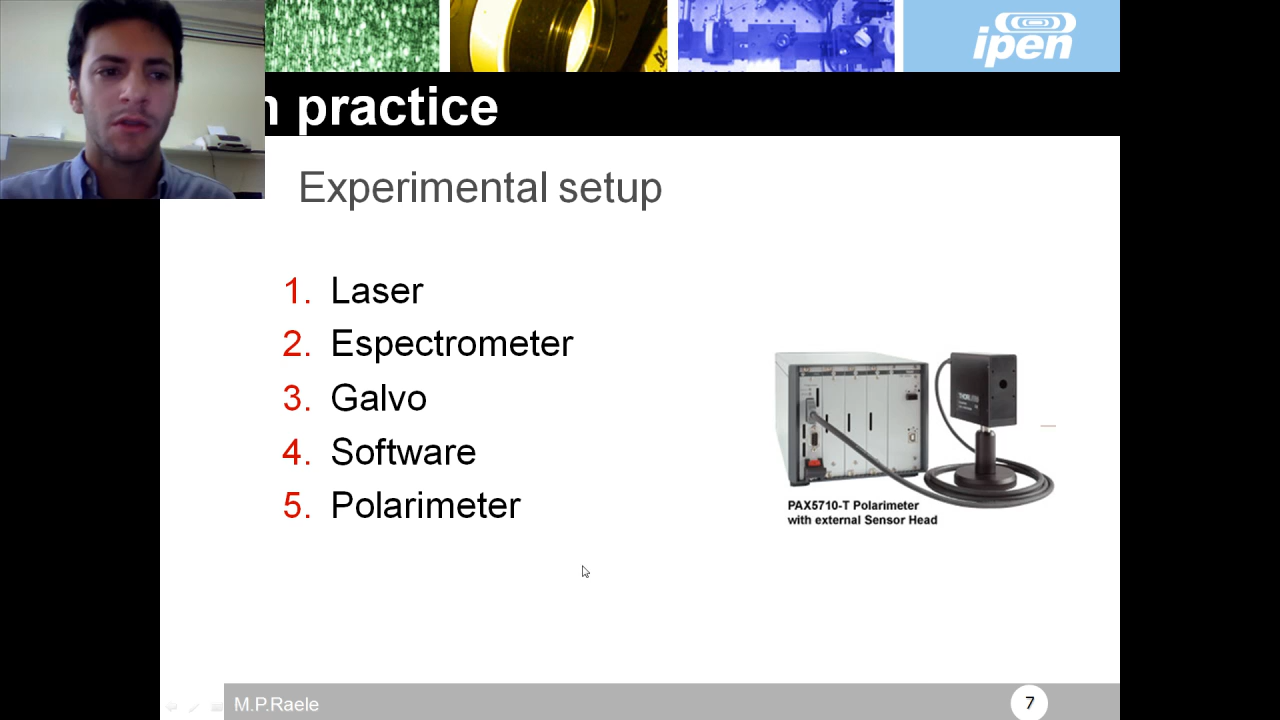 ipen
n practice
Experimental setup
1. Laser
2. Espectrometer
3. Galvo
4. Software
5. Polarimeter
PAX5710-T Polarimeter
with external Sensor Head
M.P.Raele
7